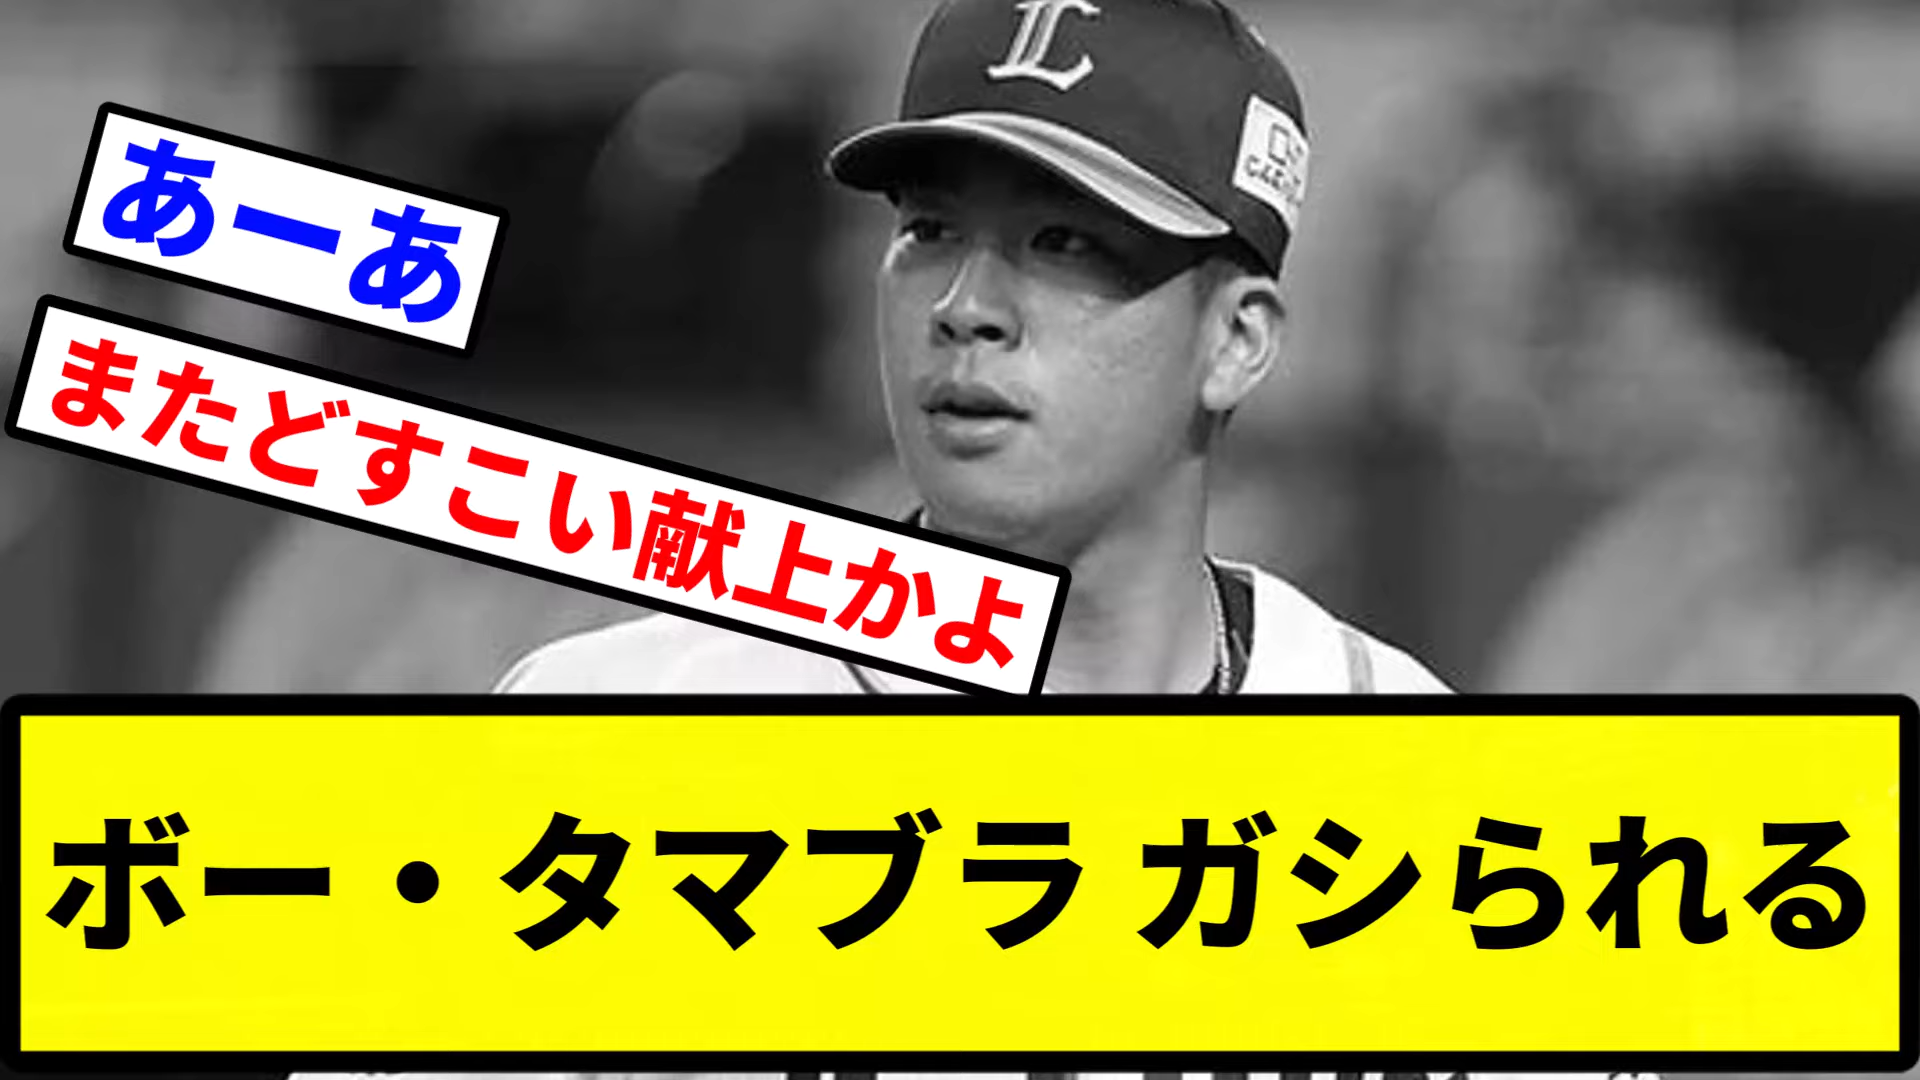 L
あーあ
まだどすこい献上かよ
ボー・タマブラ ガシられる